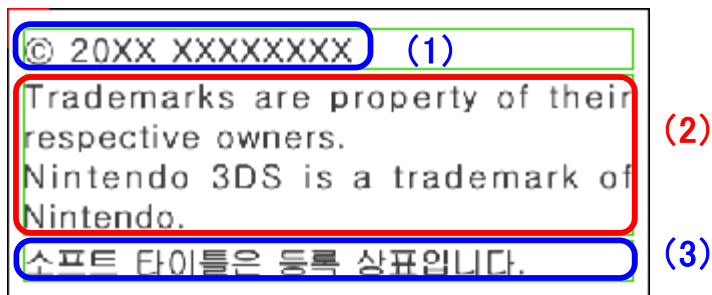 © 20XX XXXXXXXX (1)
Trademarks are property of their
respective owners.
Nintendo 3DS is a trademark of
Nintendo.
(2)
소프트 타이틀은 등록 상표입니다. (3)